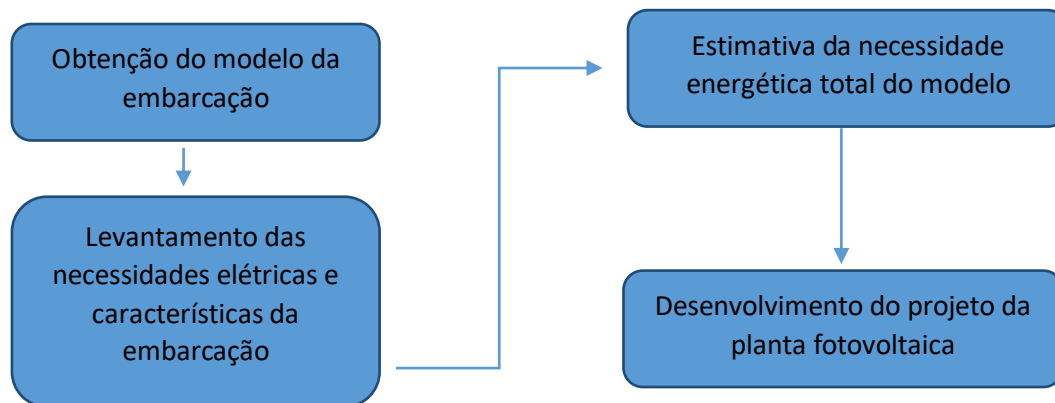 Obtenção do modelo da
embarcação
Levantamento das
necessidades elétricas e
características da
embarcação
Estimativa da necessidade
energética total do modelo
Desenvolvimento do projeto da
planta fotovoltaica